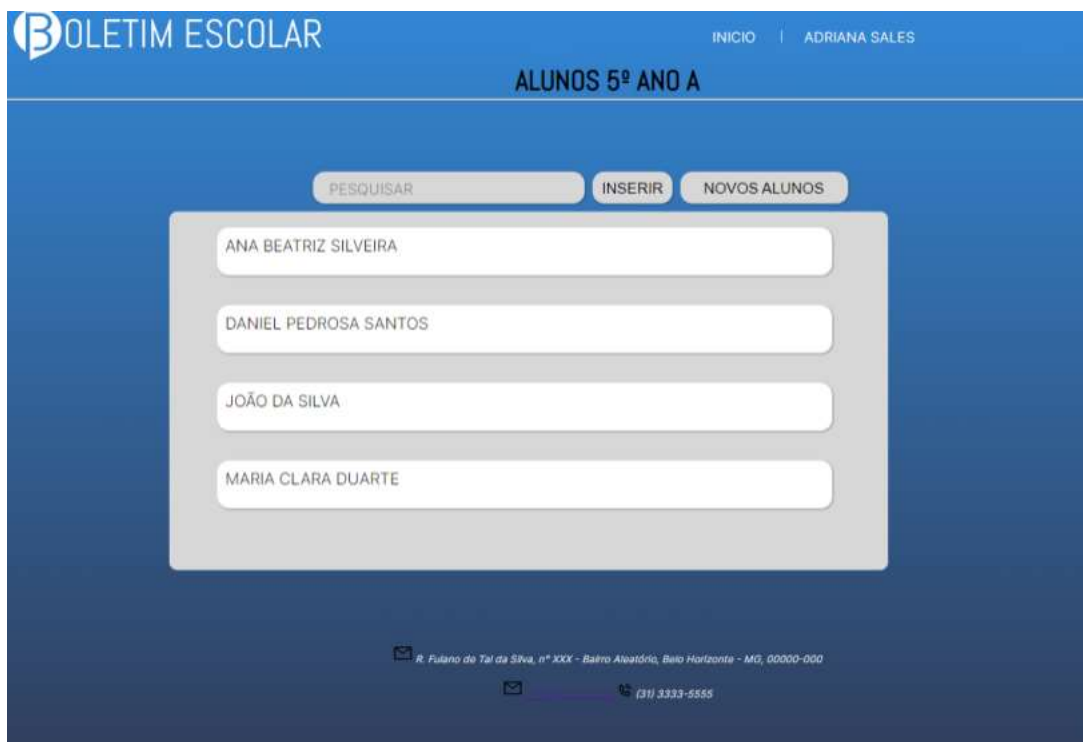 BOLETIM ESCOLAR
INICIO | ADRIANA SALES
ALUNOS 5º ANO A
PESQUISAR INSERIR NOVOS ALUNOS
ANA BEATRIZ SILVEIRA
DANIEL PEDROSA SANTOS
JOÃO DA SILVA
MARIA CLARA DUARTE
R. Fulano de Tal da Silva, nº XXX - Bairro Aleatório, Belo Horizonte - MG, 00000-000
(31) 3333-5555